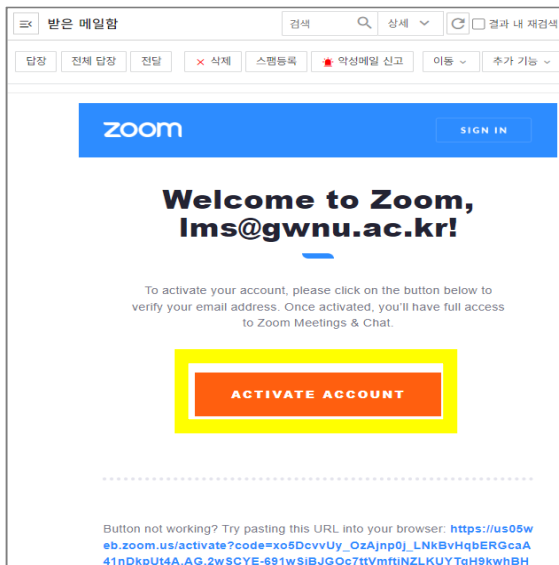 받은 메일함 검색 상세 결과 내 재검색
답장 전체 답장 전달 × 삭제 스팸등록 악성메일 신고 이동 추가 기능
zoom SIGN IN
Welcome to Zoom,
lms@gwnu.ac.kr!
To activate your account, please click on the button below to
verify your email address. Once activated, you'll have full access
to Zoom Meetings & Chat.
ACTIVATE ACCOUNT
Button not working? Try pasting this URL into your browser: https://us05w
eb.zoom.us/activate?code=xo5DcvvUy_OzAjnp0j_LNkBvHqbERGcaA
41nDkpUt4A.AG.2wSCYE-691wSiBJGOc7ttVmftiNZLKUYTgH9kwhBH